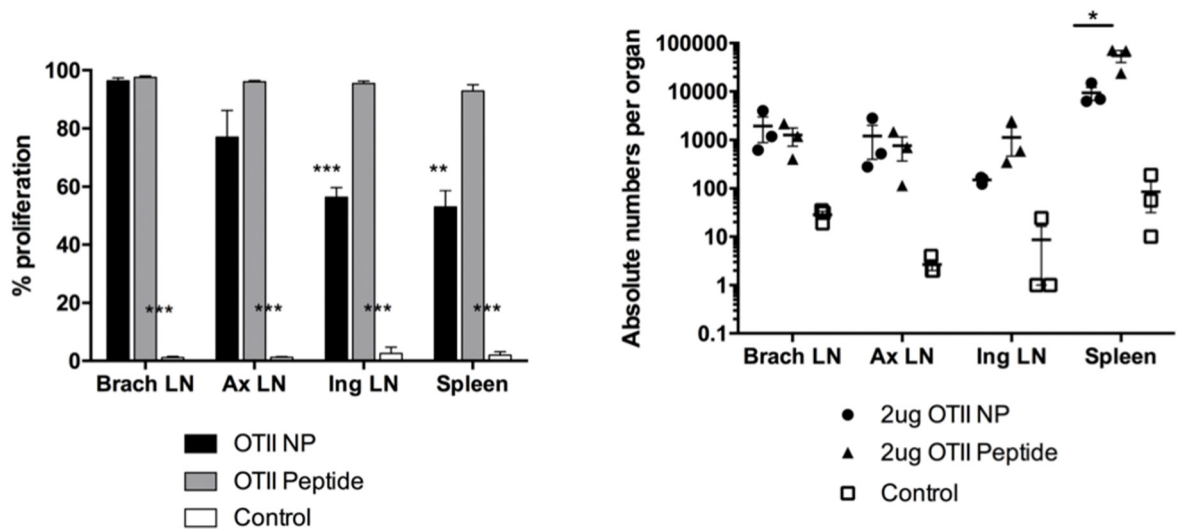 % proliferation
100
80
60
40
20
0
***
***
***
***
**
***
Brach LN Ax LN Ing LN Spleen
OTII NP
OTII Peptide
Control
Absolute numbers per organ
*
100000
10000
1000
100
10
1
0.1
Brach LN Ax LN Ing LN Spleen
2ug OTII NP
2ug OTII Peptide
Control